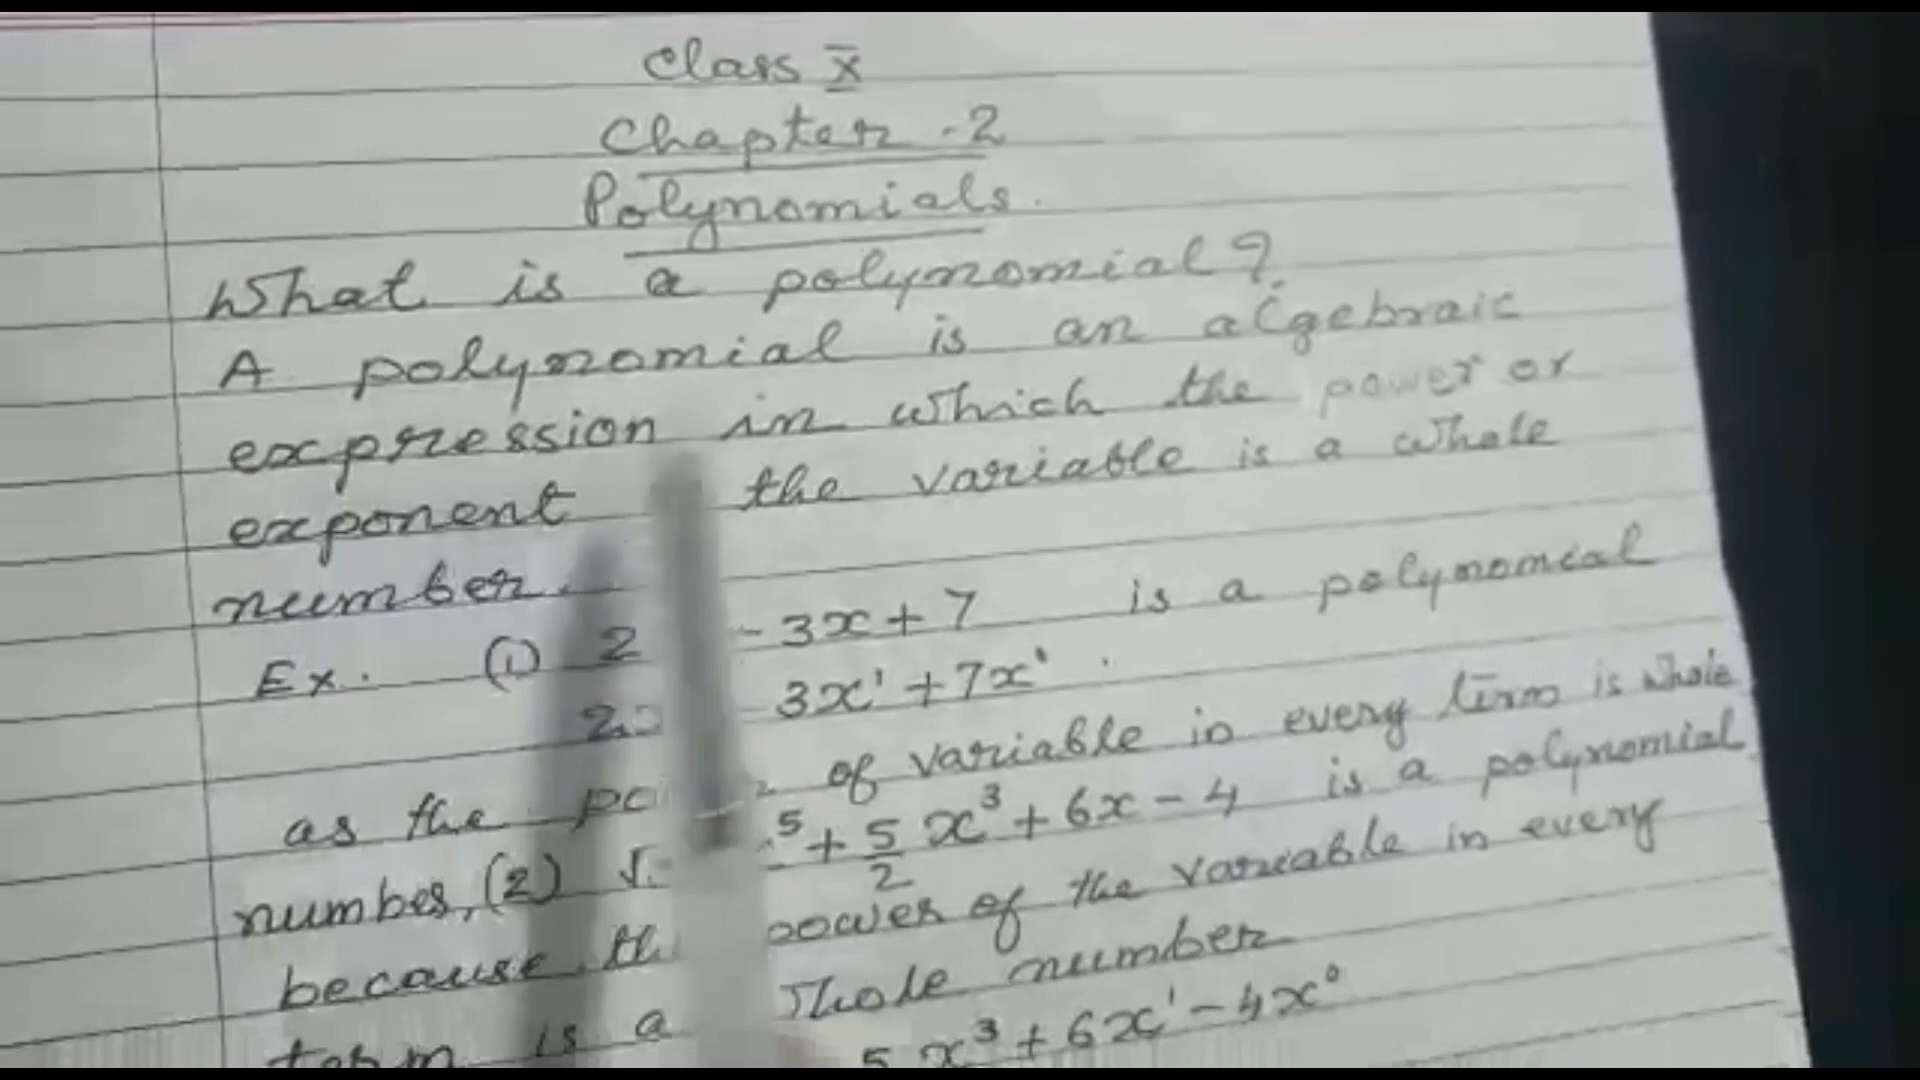 Class X
Chapter - 2
Polynomials.
What is a polynomial?
A polynomial is an algebraic
expression in which the power or
exponent the variable is a whole
number.
Ex. (1) 2 - 3x + 7 is a polynomial
2 3x¹ + 7x⁰.
as the of variable in every term is whole
number, (2) ⁵ + 5/2 x³ + 6x - 4 is a polynomial
because power of the variable in every
term is a whole number
5 x³ + 6x¹ - 4x⁰